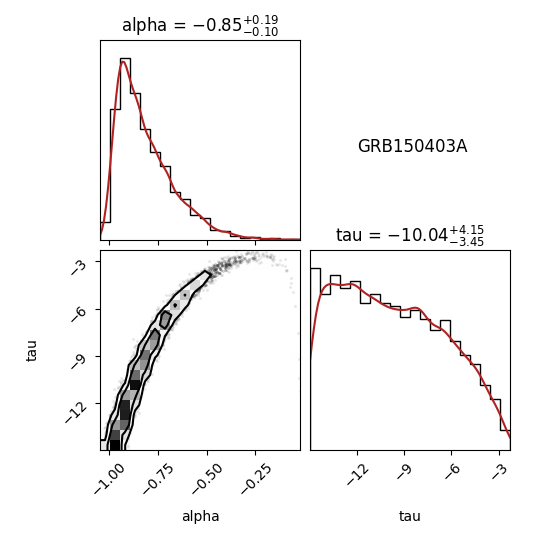 alpha = −0.85+0.19−0.10
GRB150403A
tau = −10.04+4.15−3.45
−3
−6
−9
−12
tau
−1.00 −0.75 −0.50 −0.25
−12 −9 −6 −3
alpha
tau